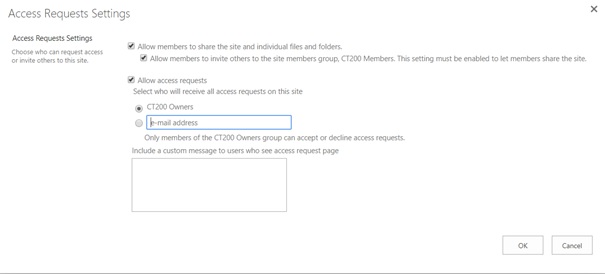 Access Requests Settings
Access Requests Settings
Choose who can request access
or invite others to this site.
Allow members to share the site and individual files and folders.
Allow members to invite others to the site members group, CT200 Members. This setting must be enabled to let members share the site.
Allow access requests
Select who will receive all access requests on this site
CT200 Owners
e-mail address
Only members of the CT200 Owners group can accept or decline access requests.
Include a custom message to users who see access request page
OK
Cancel